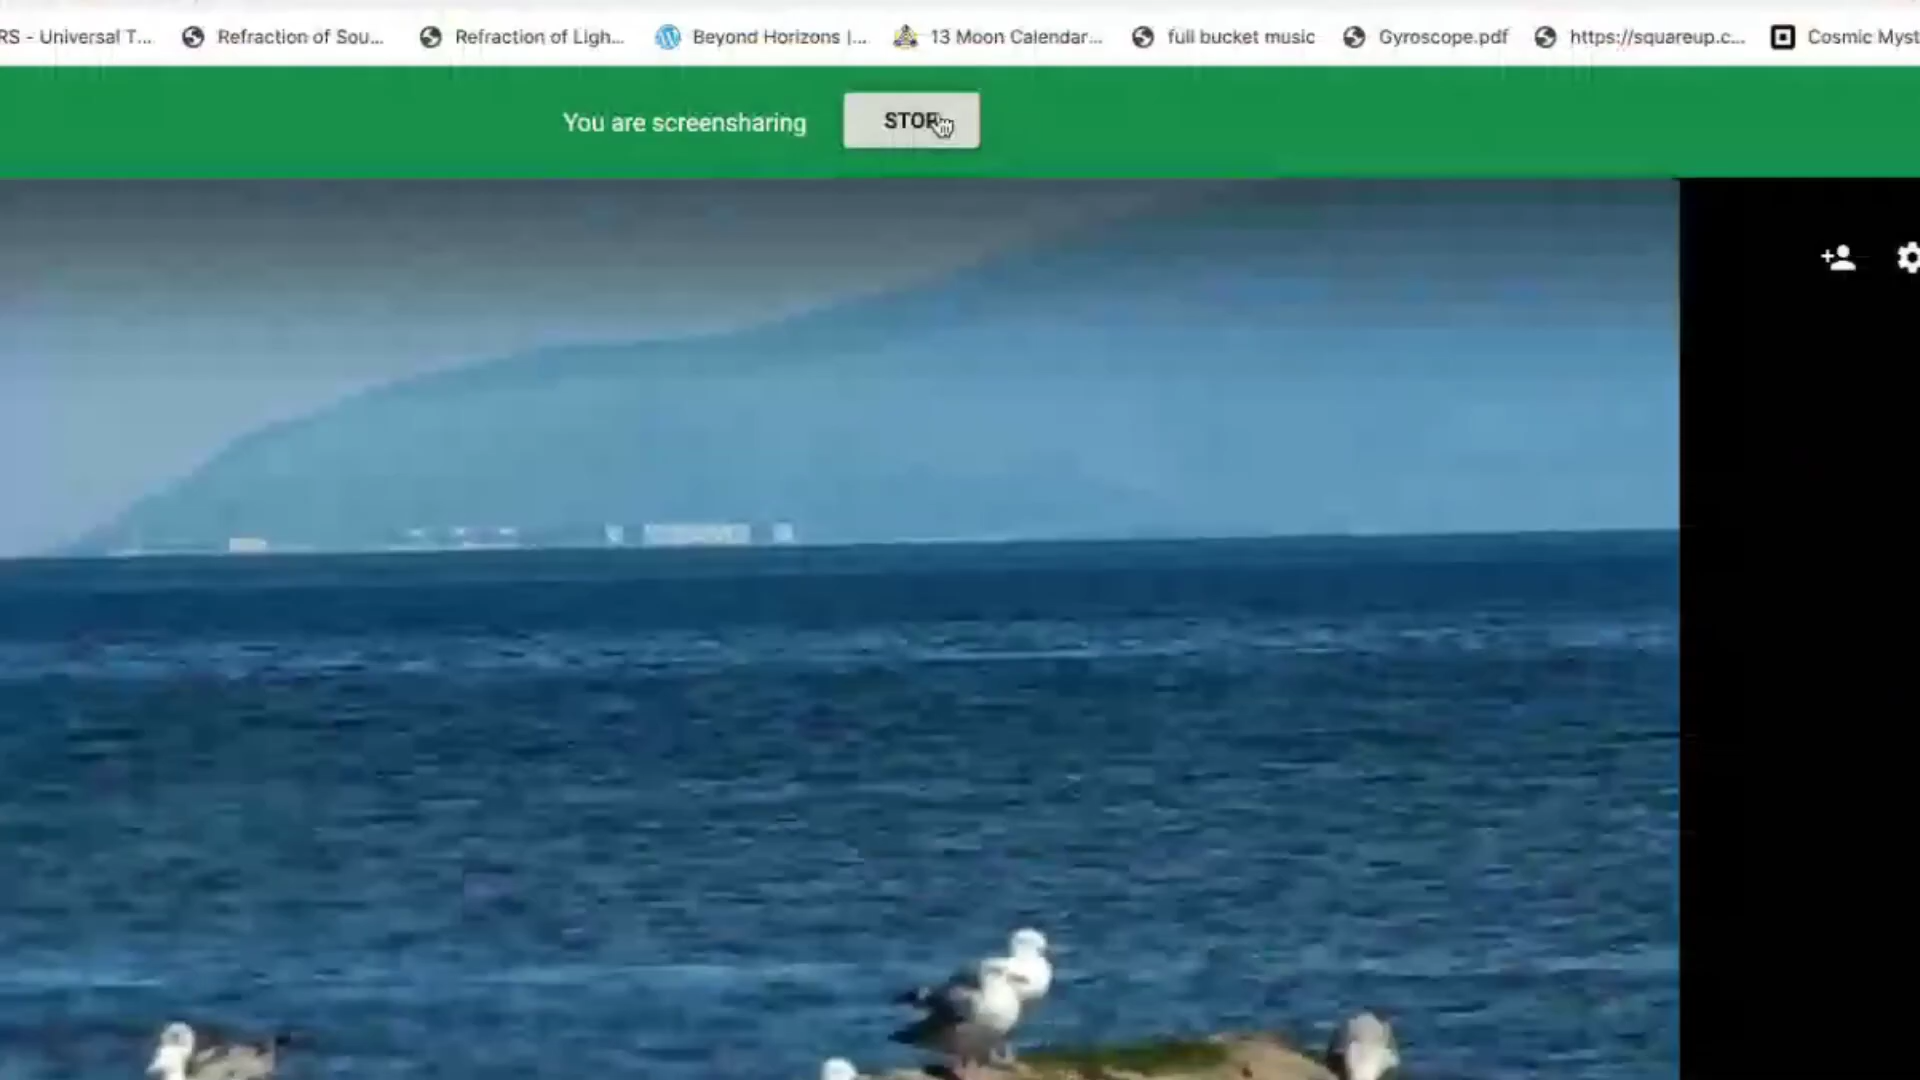 RS - Universal T... Refraction of Sou... Refraction of Ligh... Beyond Horizons |... 13 Moon Calendar... full bucket music Gyroscope.pdf https://squareup.c... Cosmic Myst
You are screensharing STOP